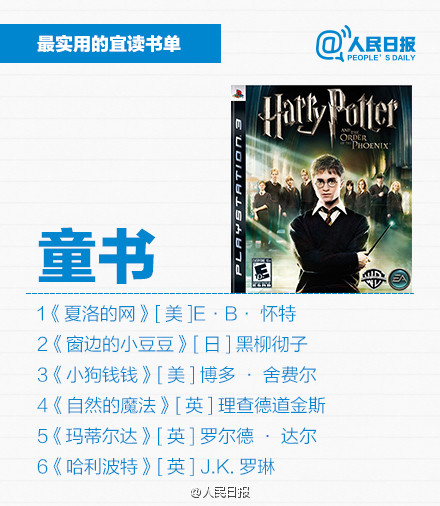 最实用的宜读书单
@人民日报
PEOPLE'S DAILY
PLAYSTATION 3
Harry Potter
AND THE
ORDER
OF THE
PHOENIX
E
WB
EA
童书
1《夏洛的网》[ 美 ]E·B· 怀特
2《窗边的小豆豆》[ 日 ] 黑柳彻子
3《小狗钱钱》[ 美 ] 博多 · 舍费尔
4《自然的魔法》[ 英 ] 理查德道金斯
5《玛蒂尔达》[ 英 ] 罗尔德 · 达尔
6《哈利波特》[ 英 ] J.K. 罗琳
@人民日报